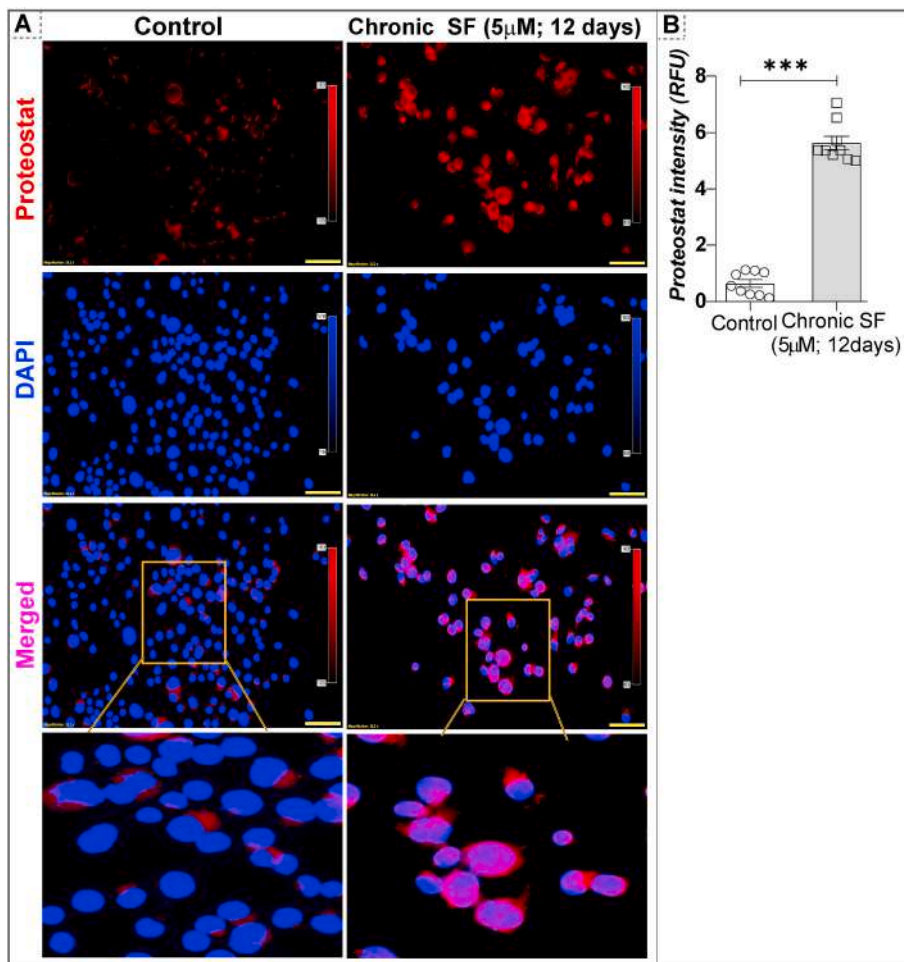 A
Control
Chronic SF (5μM; 12 days)
B
Proteostat
DAPI
Merged
***
Proteostat intensity (RFU)
8
6
4
2
0
Control
Chronic SF
(5μM; 12days)